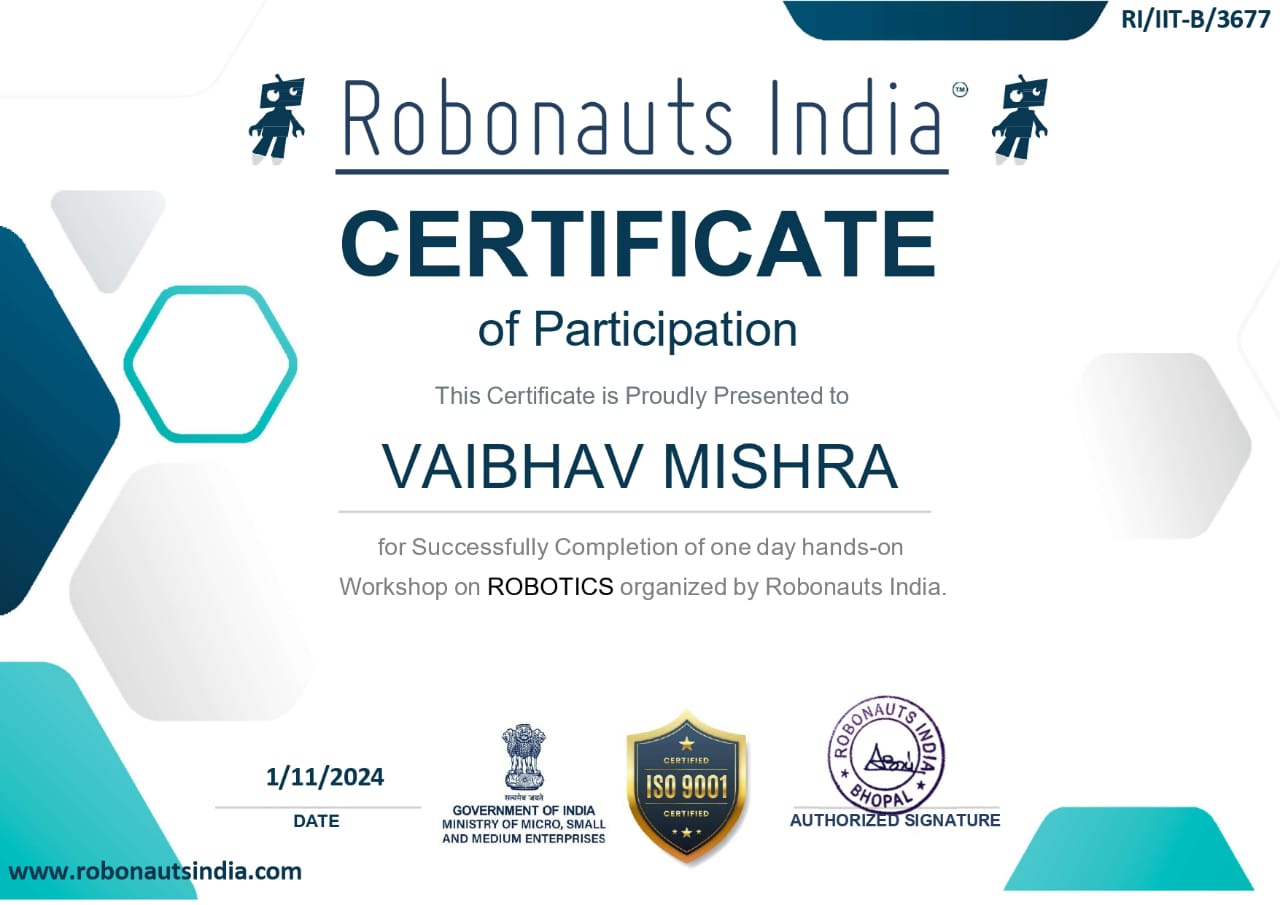 RI/IIT-B/3677
Robonauts India TM
CERTIFICATE
of Participation
This Certificate is Proudly Presented to
VAIBHAV MISHRA
for Successfully Completion of one day hands-on
Workshop on ROBOTICS organized by Robonauts India.
1/11/2024
DATE
सत्यमेव जयते
GOVERNMENT OF INDIA
MINISTRY OF MICRO, SMALL
AND MEDIUM ENTERPRISES
CERTIFIED
ISO 9001
CERTIFIED
ROBONAUTS INDIA
BHOPAL
AUTHORIZED SIGNATURE
www.robonautsindia.com